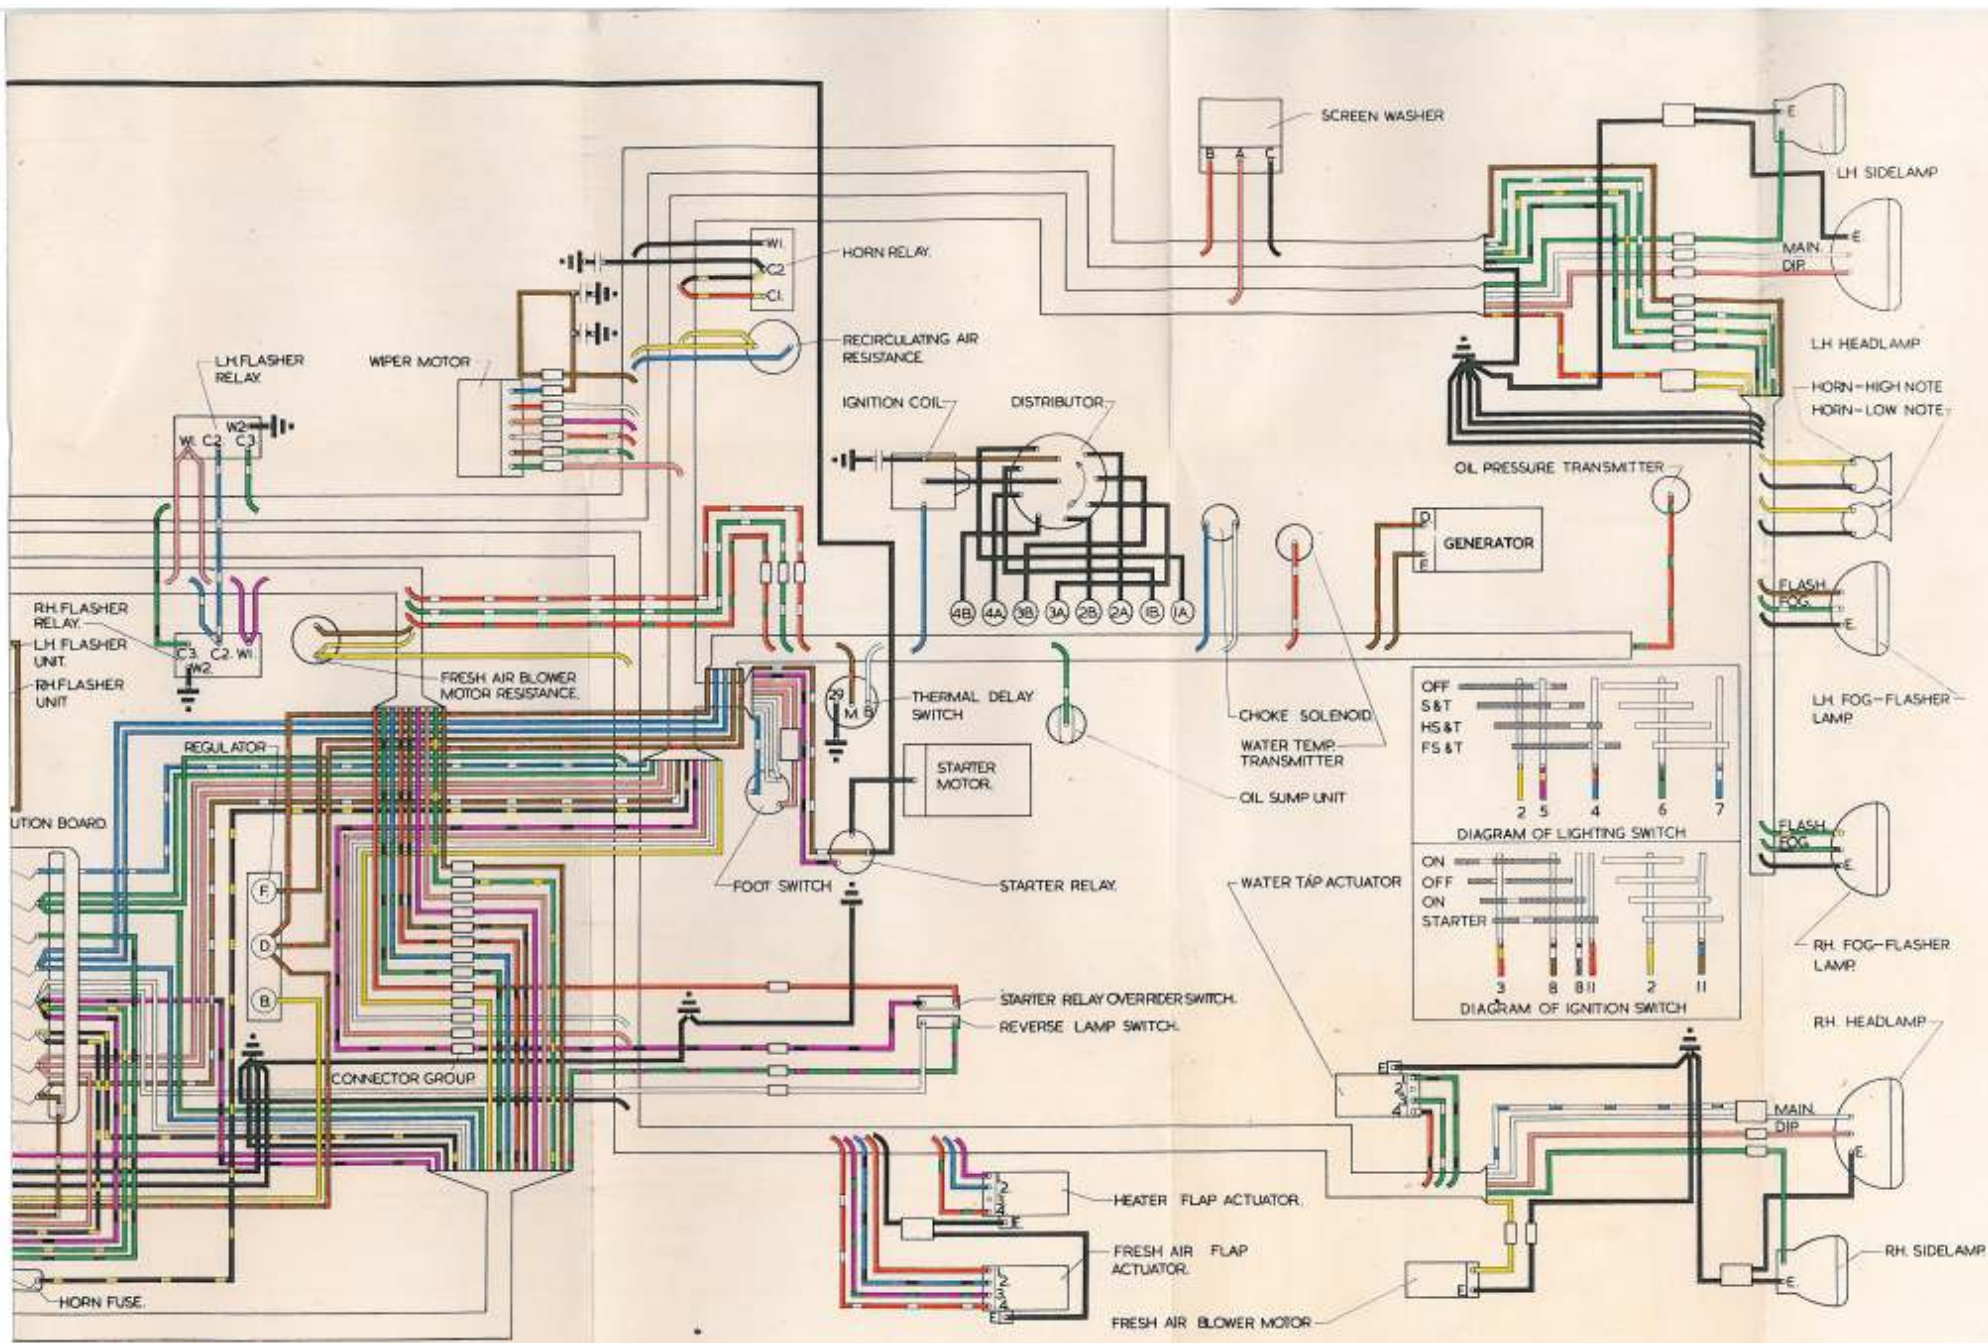 SCREEN WASHER
B A C
E.
LH SIDELAMP
W1.
C2
C1.
HORN RELAY.
E.
MAIN.
DIP.
RECIRCULATING AIR
RESISTANCE.
LH HEADLAMP
L.H. FLASHER
RELAY.
WIPER MOTOR
HORN-HIGH NOTE
HORN-LOW NOTE
IGNITION COIL
DISTRIBUTOR
W2
W1. C2 C3
OIL PRESSURE TRANSMITTER
D.
GENERATOR
F.
FLASH.
FOG.
E.
4B. 4A. 3B. 3A. 2B. 2A. 1B. 1A.
R.H. FLASHER
RELAY.
L.H. FLASHER
UNIT.
R.H. FLASHER
UNIT
C3. C2. W1.
W2.
FRESH AIR BLOWER
MOTOR RESISTANCE.
29
M B
THERMAL DELAY
SWITCH
CHOKE SOLENOID
WATER TEMP.
TRANSMITTER
OIL SUMP UNIT
OFF
S & T
HS & T
FS & T
2 5 4 6 7
DIAGRAM OF LIGHTING SWITCH
LH FOG-FLASHER
LAMP
REGULATOR
STARTER
MOTOR.
UTION BOARD.
FLASH
FOG.
E.
F
D
B
FOOT SWITCH
STARTER RELAY.
WATER TAP ACTUATOR
ON
OFF
ON
STARTER
3 8 8 11 2 11
DIAGRAM OF IGNITION SWITCH
RH. FOG-FLASHER
LAMP.
STARTER RELAY OVERRIDER SWITCH.
REVERSE LAMP SWITCH.
RH. HEADLAMP
CONNECTOR GROUP
E
1
2
3
4
MAIN.
DIP.
E.
1
2
3
4
E
HEATER FLAP ACTUATOR.
1
2
3
4
E
FRESH AIR FLAP
ACTUATOR.
E
FRESH AIR BLOWER MOTOR
E.
RH. SIDELAMP
HORN FUSE.